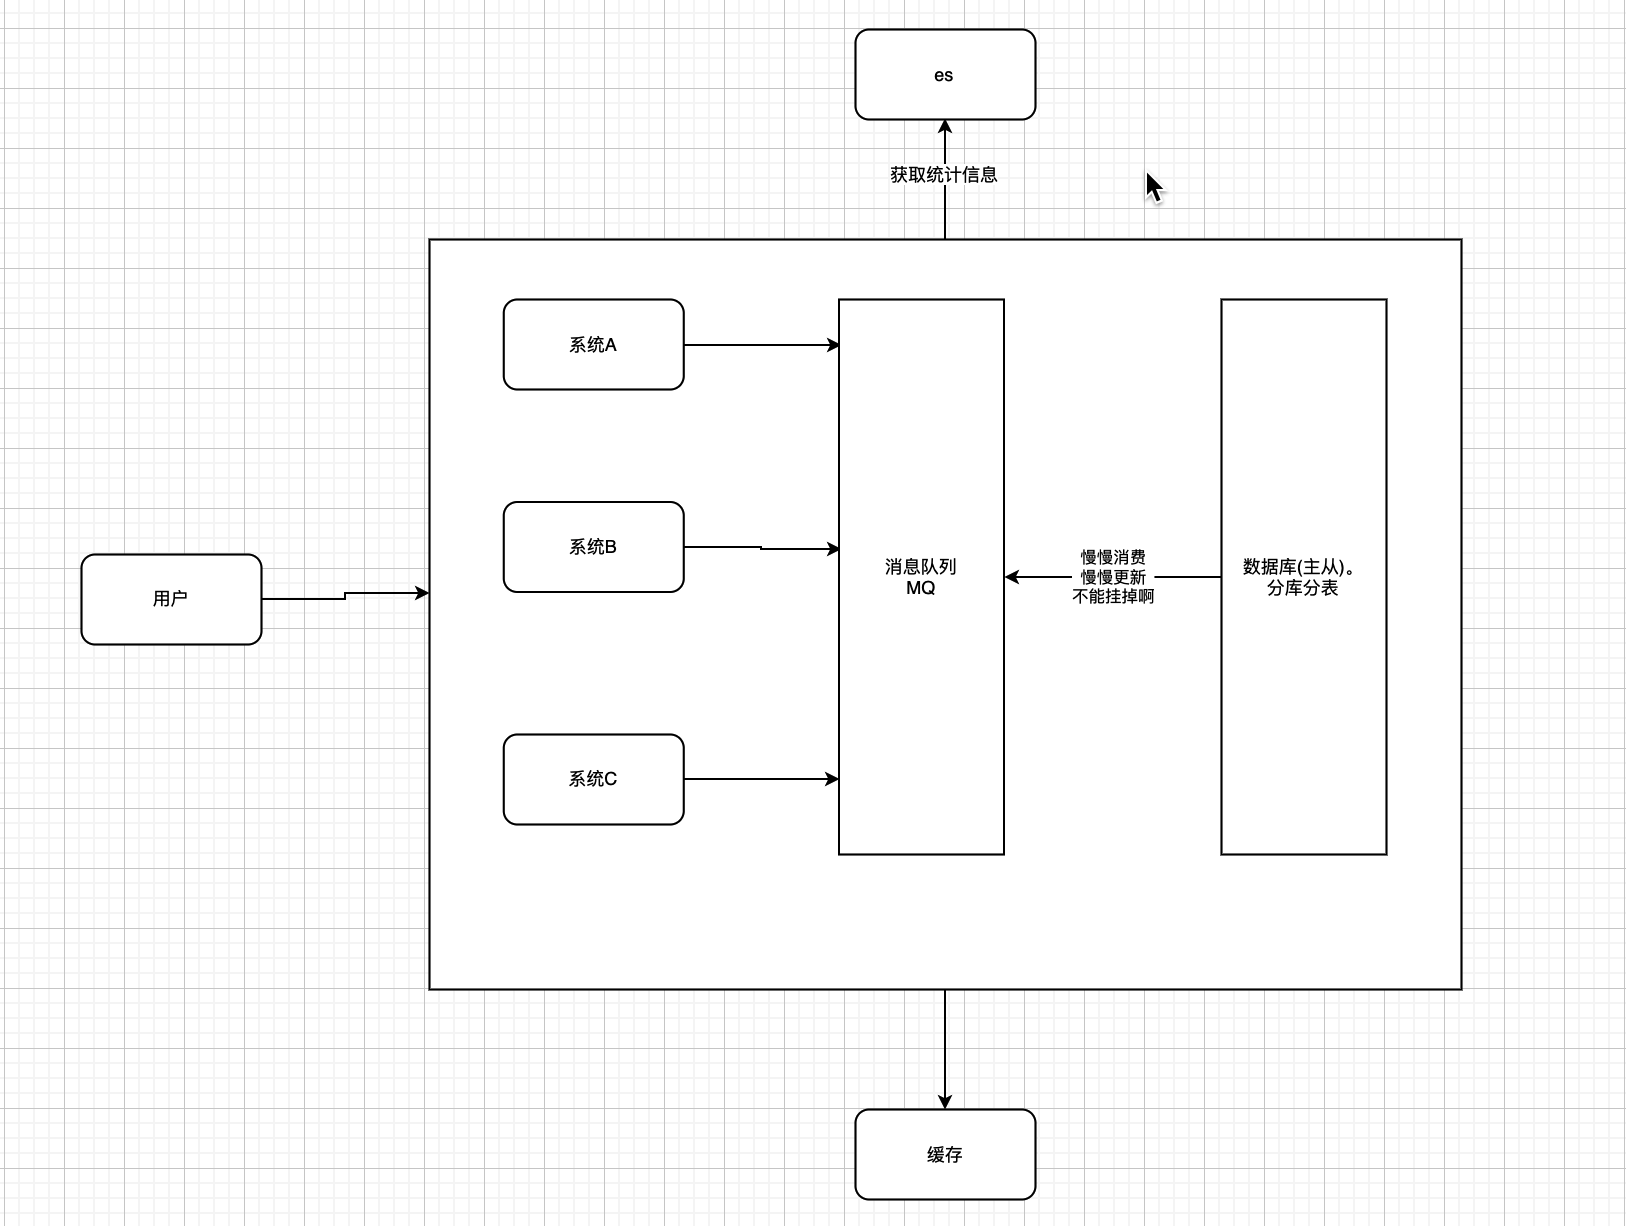 es
获取统计信息
系统A
系统B
系统C
用户
消息队列
MQ
慢慢消费
慢慢更新
不能挂掉啊
数据库(主从)。
分库分表
缓存